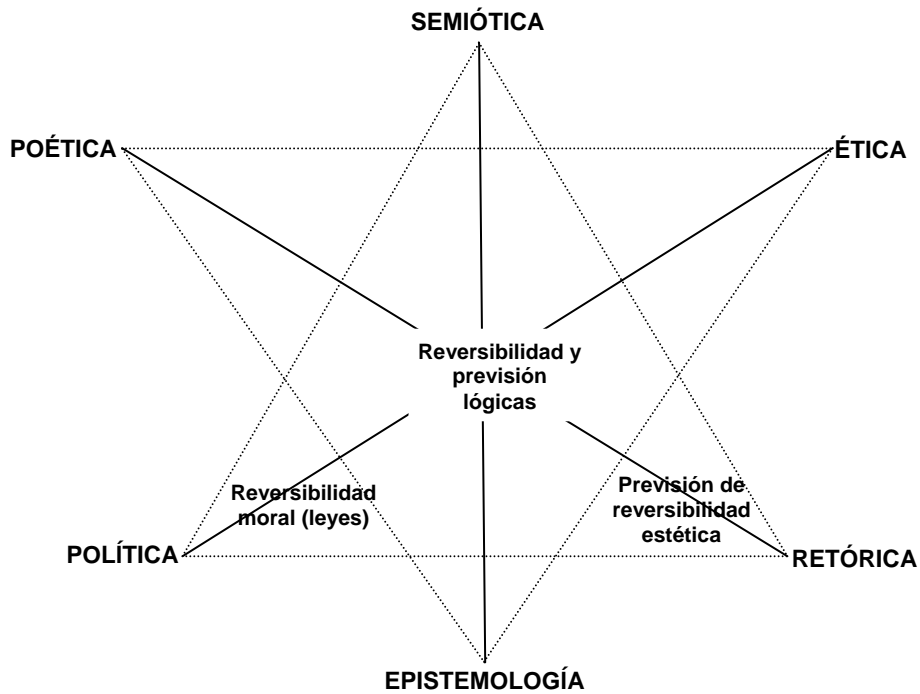 SEMIÓTICA
POÉTICA
ÉTICA
Reversibilidad y
previsión
lógicas
Reversibilidad
moral (leyes)
Previsión de
reversibilidad
estética
POLÍTICA
RETÓRICA
EPISTEMOLOGÍA